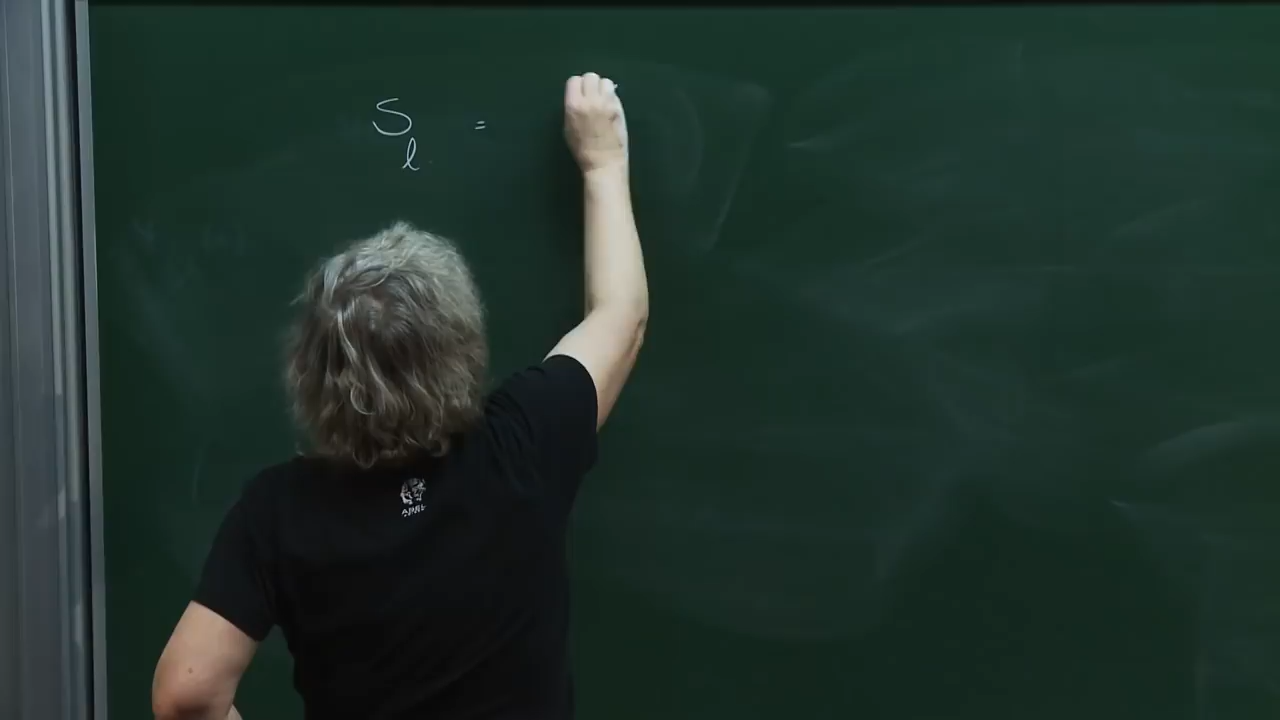 S_ℓ =